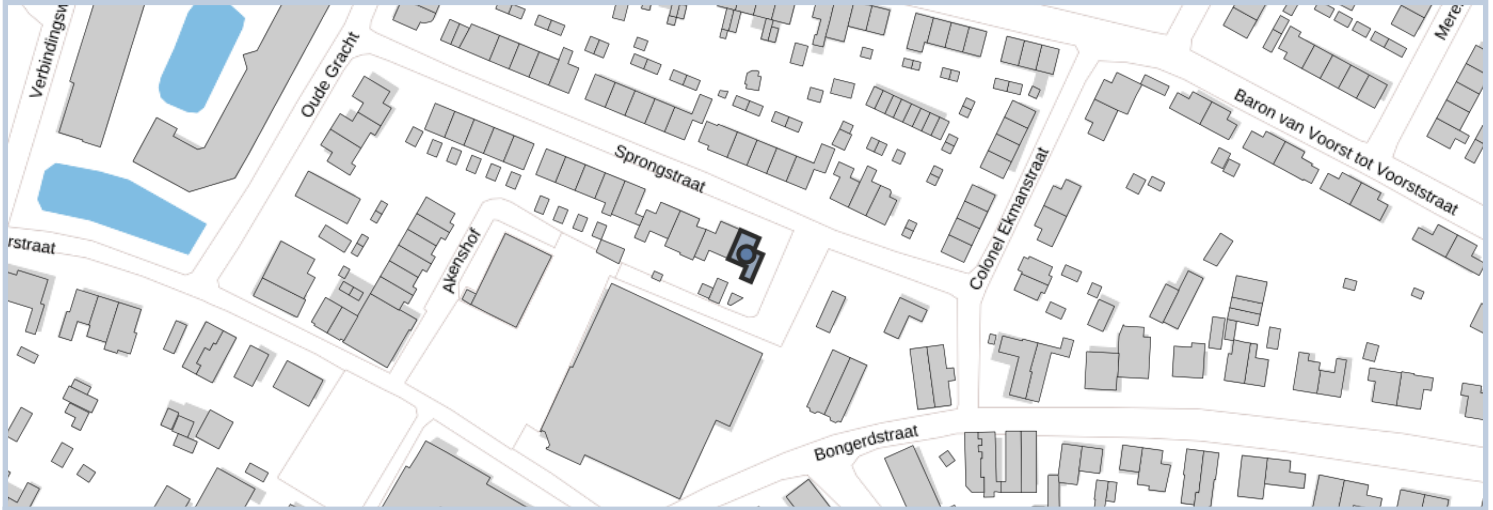 Verbindingsw
Oude Gracht
Mere
Baron van Voorst tot Voorststraat
Sprongstraat
Colonel Ekmanstraat
Akenshof
rstraat
Bongerdstraat